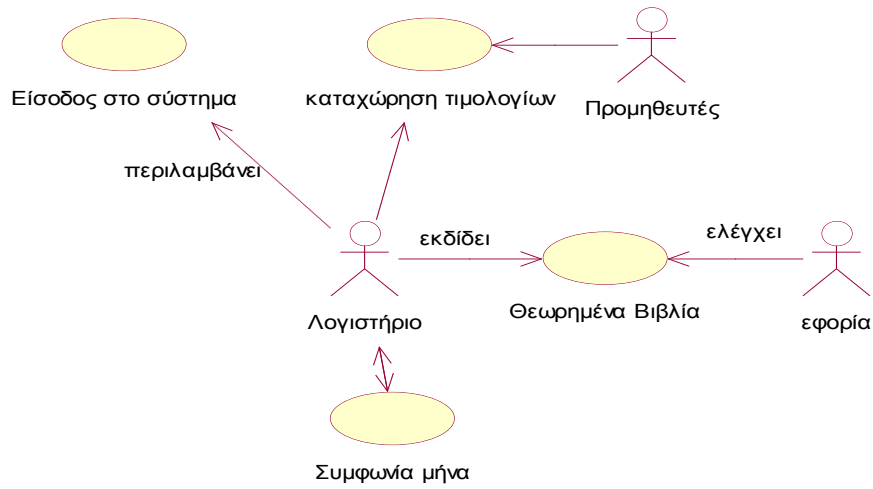 Είσοδος στο σύστημα
καταχώρηση τιμολογίων
Προμηθευτές
περιλαμβάνει
εκδίδει
ελέγχει
Λογιστήριο
Θεωρημένα Βιβλία
εφορία
Συμφωνία μήνα